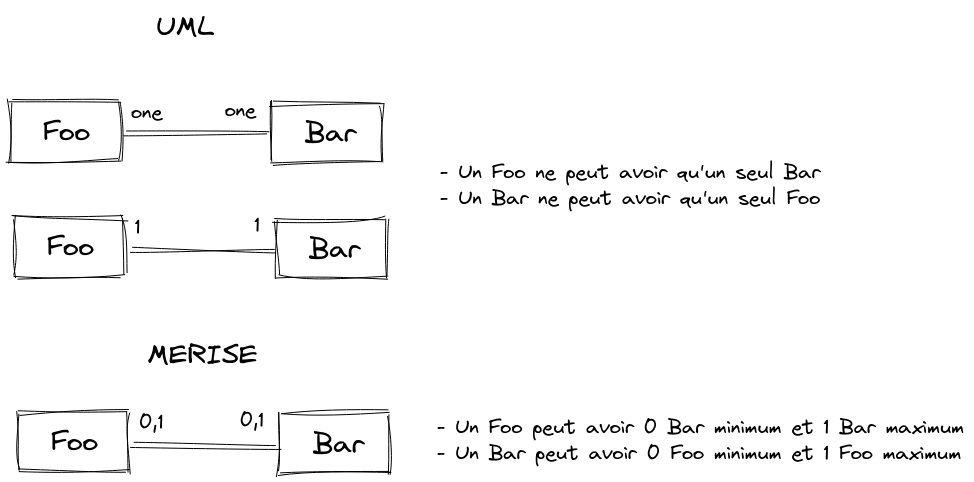 UML
Foo one one Bar
- Un Foo ne peut avoir qu'un seul Bar
- Un Bar ne peut avoir qu'un seul Foo
Foo 1 1 Bar
MERISE
Foo 0,1 0,1 Bar
- Un Foo peut avoir 0 Bar minimum et 1 Bar maximum
- Un Bar peut avoir 0 Foo minimum et 1 Foo maximum